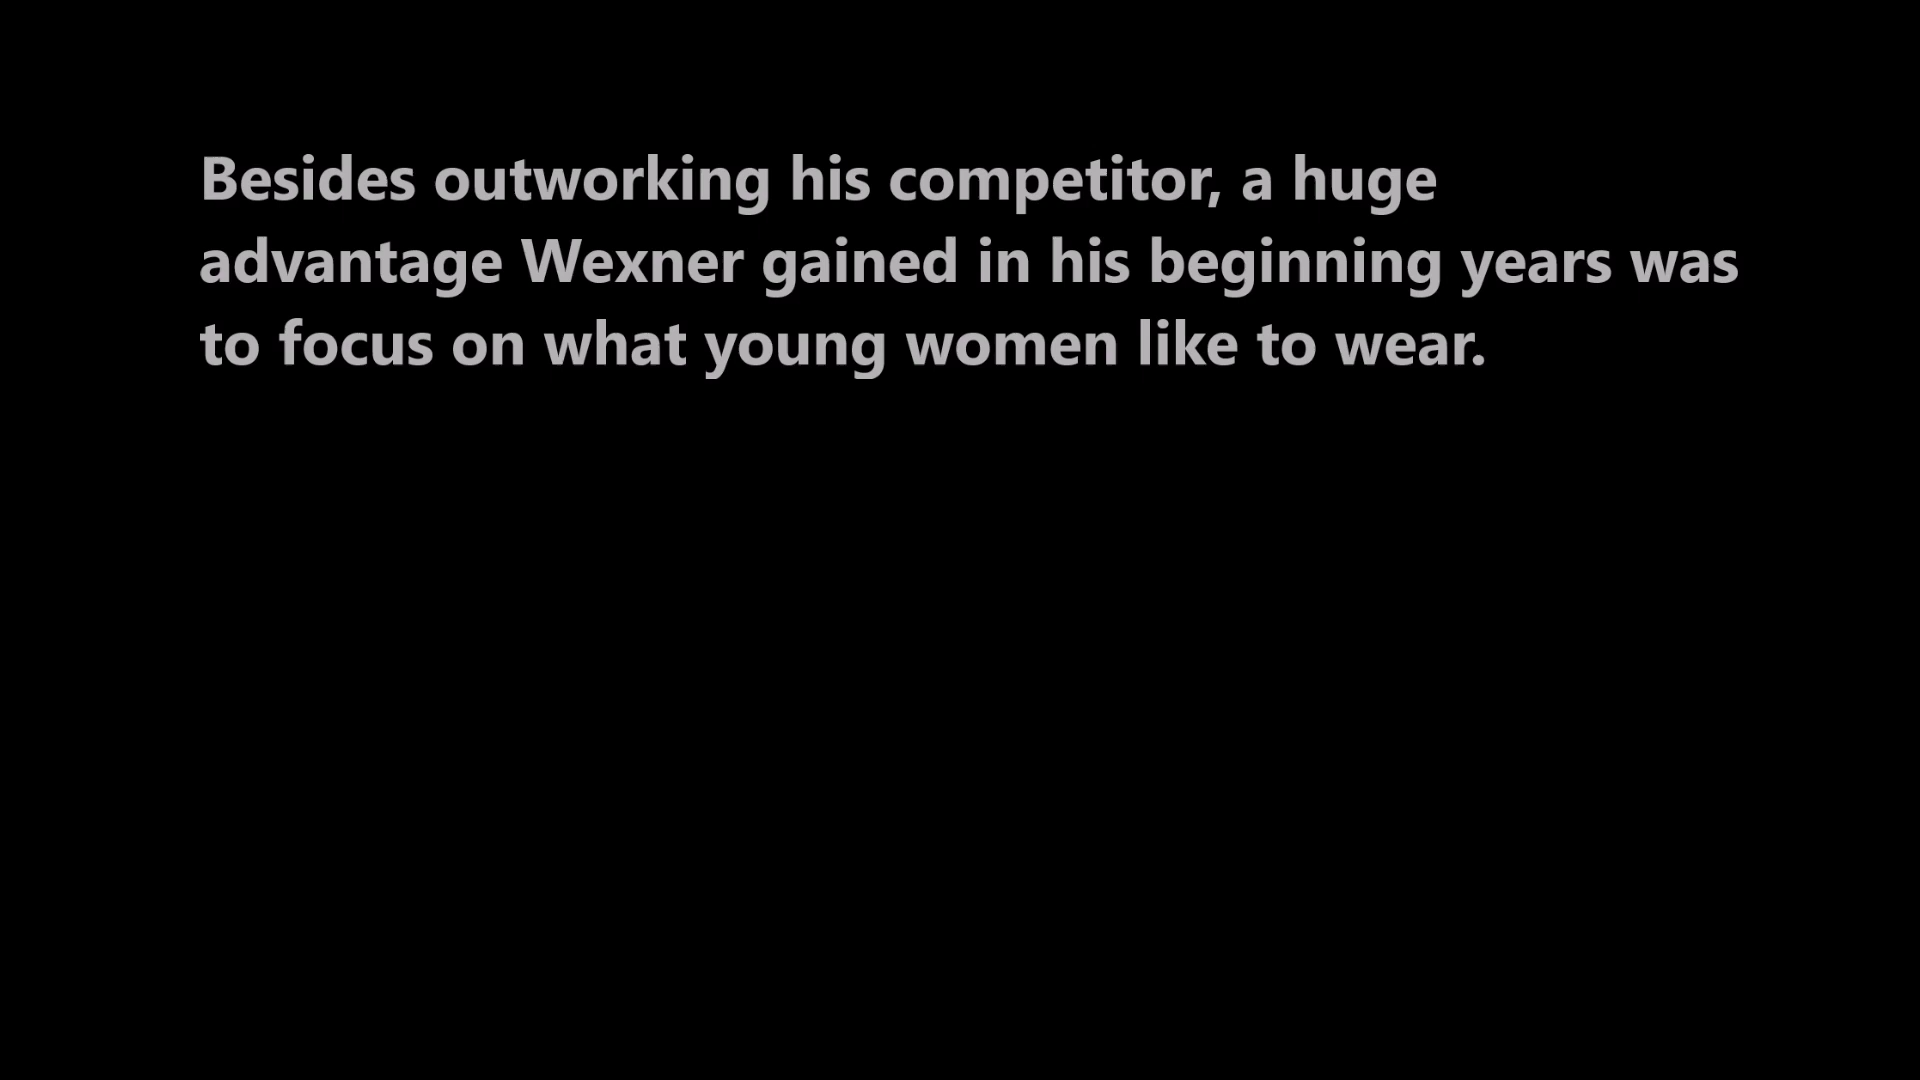 Besides outworking his competitor, a huge
advantage Wexner gained in his beginning years was
to focus on what young women like to wear.